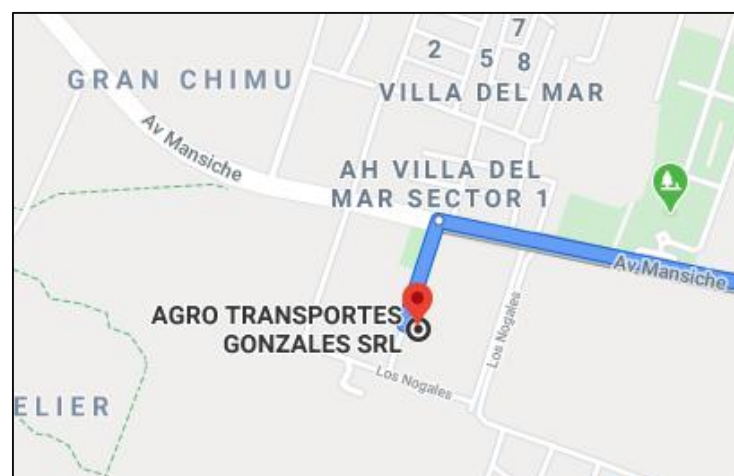 7
2
5
8
GRAN CHIMU
VILLA DEL MAR
Av Mansiche
AH VILLA DEL
MAR SECTOR 1
Av Mansiche
AGRO TRANSPORTES
GONZALES SRL
Los Nogales
Los Nogales
ELIER